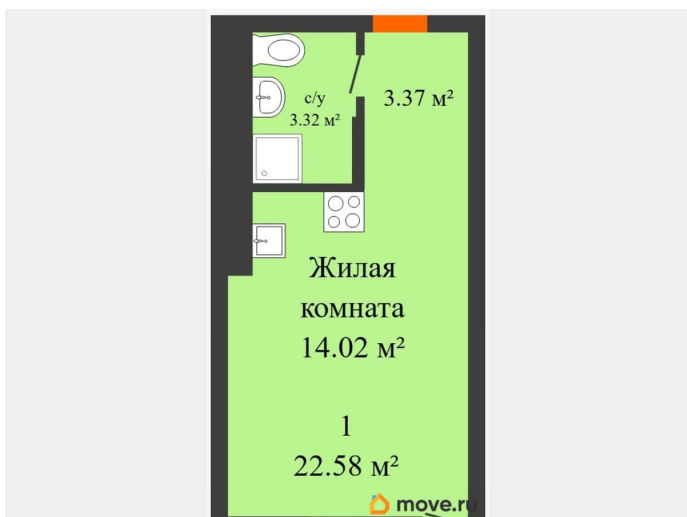 с/у
3.32 м²
3.37 м²
Жилая
комната
14.02 м²
1
22.58 м²
move.ru